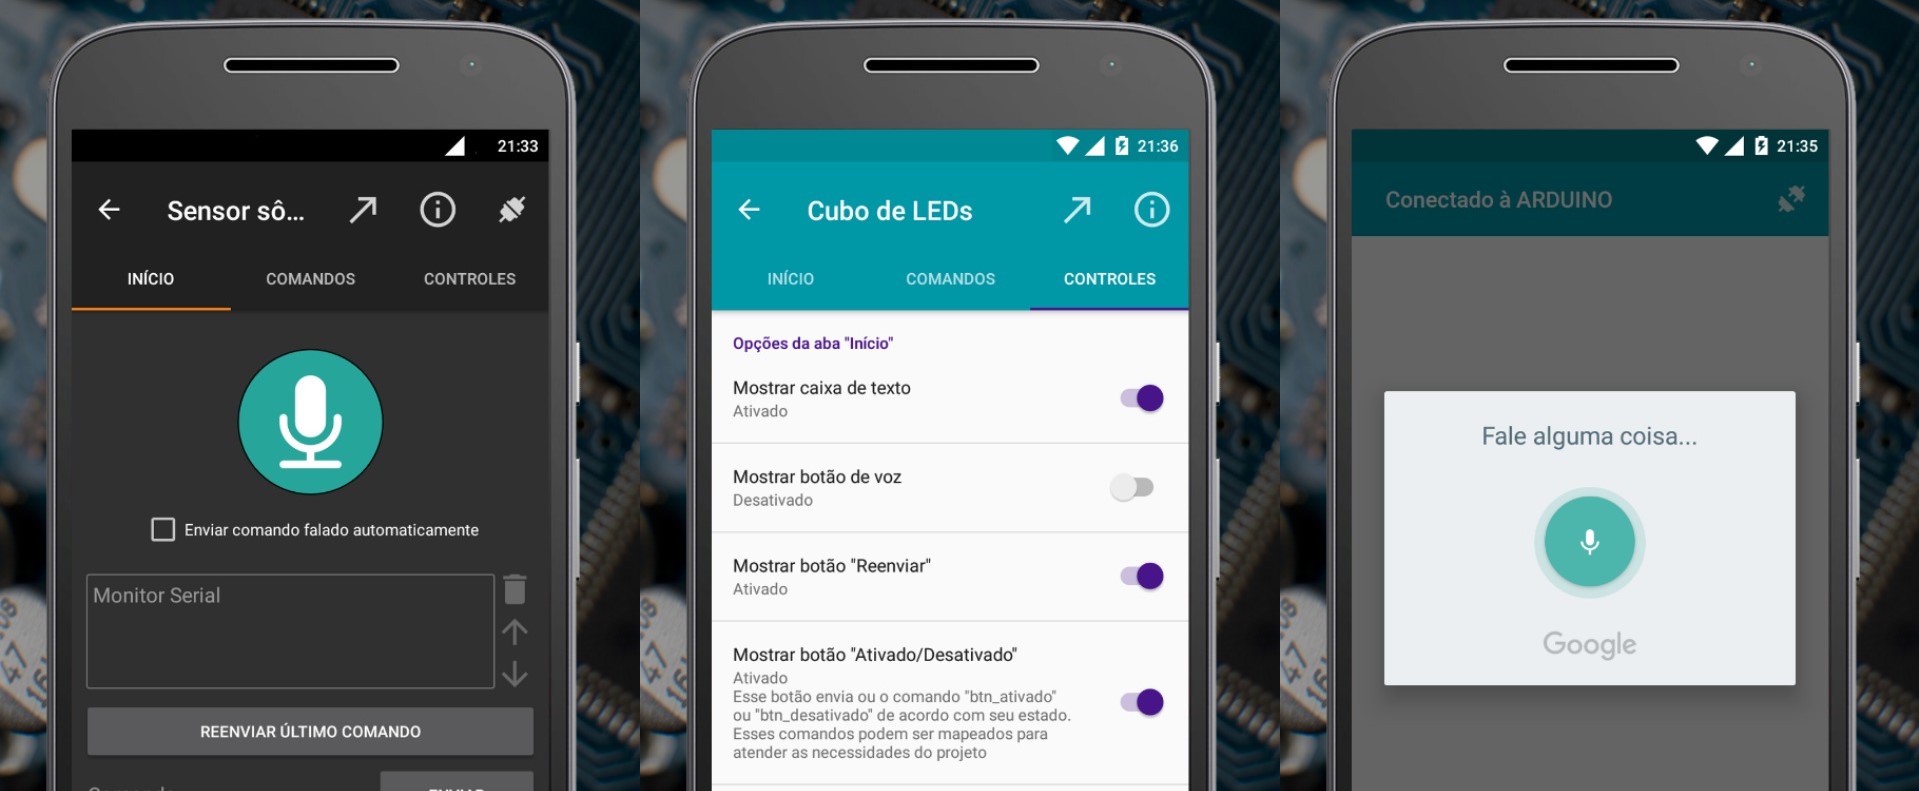 21:33
Sensor sô...
INÍCIO COMANDOS CONTROLES
Enviar comando falado automaticamente
Monitor Serial
REENVIAR ÚLTIMO COMANDO
21:36
Cubo de LEDs
INÍCIO COMANDOS CONTROLES
Opções da aba "Início"
Mostrar caixa de texto
Ativado
Mostrar botão de voz
Desativado
Mostrar botão "Reenviar"
Ativado
Mostrar botão "Ativado/Desativado"
Ativado
Esse botão envia ou o comando "btn_ativado"
ou "btn_desativado" de acordo com seu estado.
Esses comandos podem ser mapeados para
atender as necessidades do projeto
21:35
Conectado à ARDUINO
Fale alguma coisa...
Google